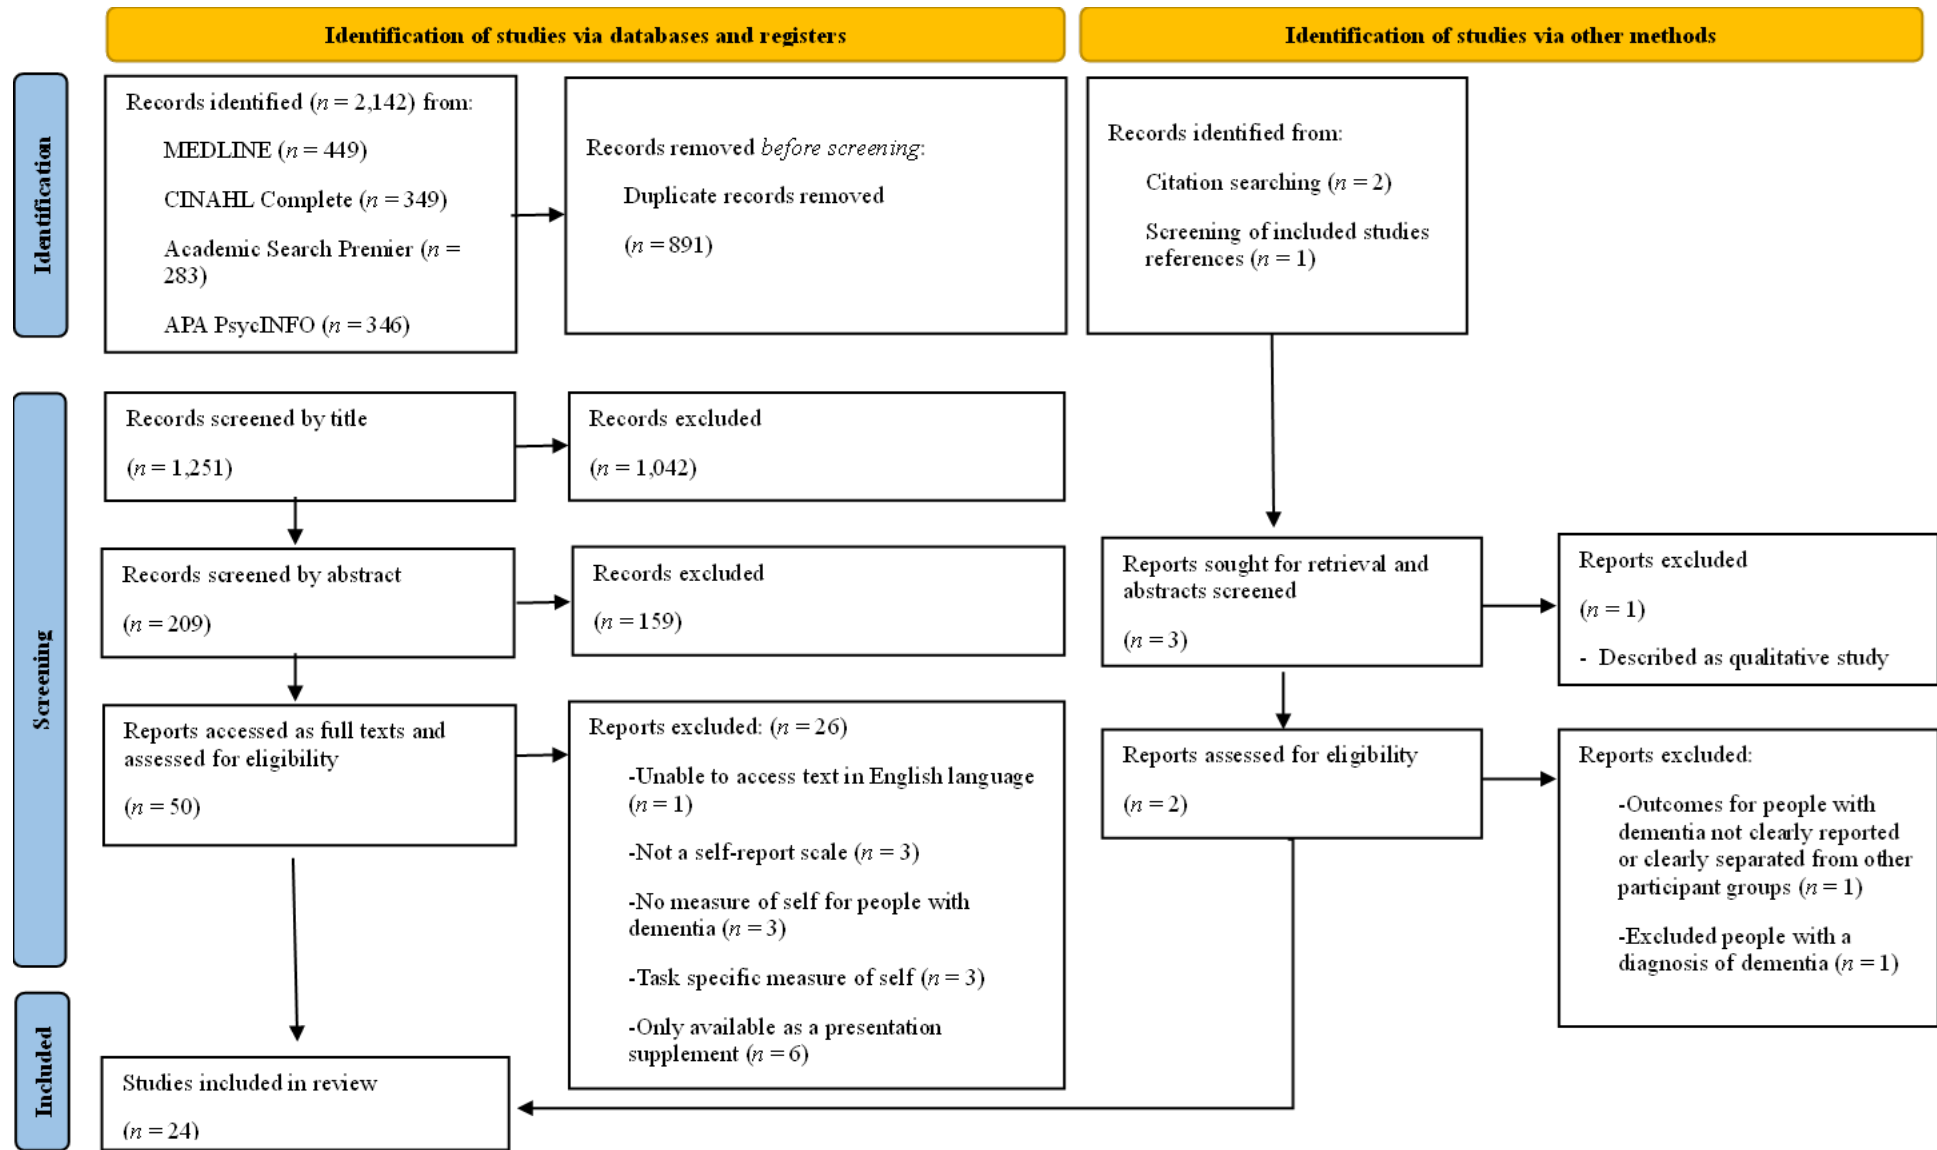 Identification of studies via databases and registers
Identification of studies via other methods
Identification
Records identified (n = 2,142) from:
MEDLINE (n = 449)
CINAHL Complete (n = 349)
Academic Search Premier (n =
283)
APA PsycINFO (n = 346)
Records removed before screening:
Duplicate records removed
(n = 891)
Records identified from:
Citation searching (n = 2)
Screening of included studies
references (n = 1)
Screening
Records screened by title
(n = 1,251)
Records excluded
(n = 1,042)
Records screened by abstract
(n = 209)
Records excluded
(n = 159)
Reports sought for retrieval and
abstracts screened
(n = 3)
Reports excluded
(n = 1)
- Described as qualitative study
Reports accessed as full texts and
assessed for eligibility
(n = 50)
Reports excluded: (n = 26)
-Unable to access text in English language
(n = 1)
-Not a self-report scale (n = 3)
-No measure of self for people with
dementia (n = 3)
-Task specific measure of self (n = 3)
-Only available as a presentation
supplement (n = 6)
Reports assessed for eligibility
(n = 2)
Reports excluded:
-Outcomes for people with
dementia not clearly reported
or clearly separated from other
participant groups (n = 1)
-Excluded people with a
diagnosis of dementia (n = 1)
Included
Studies included in review
(n = 24)